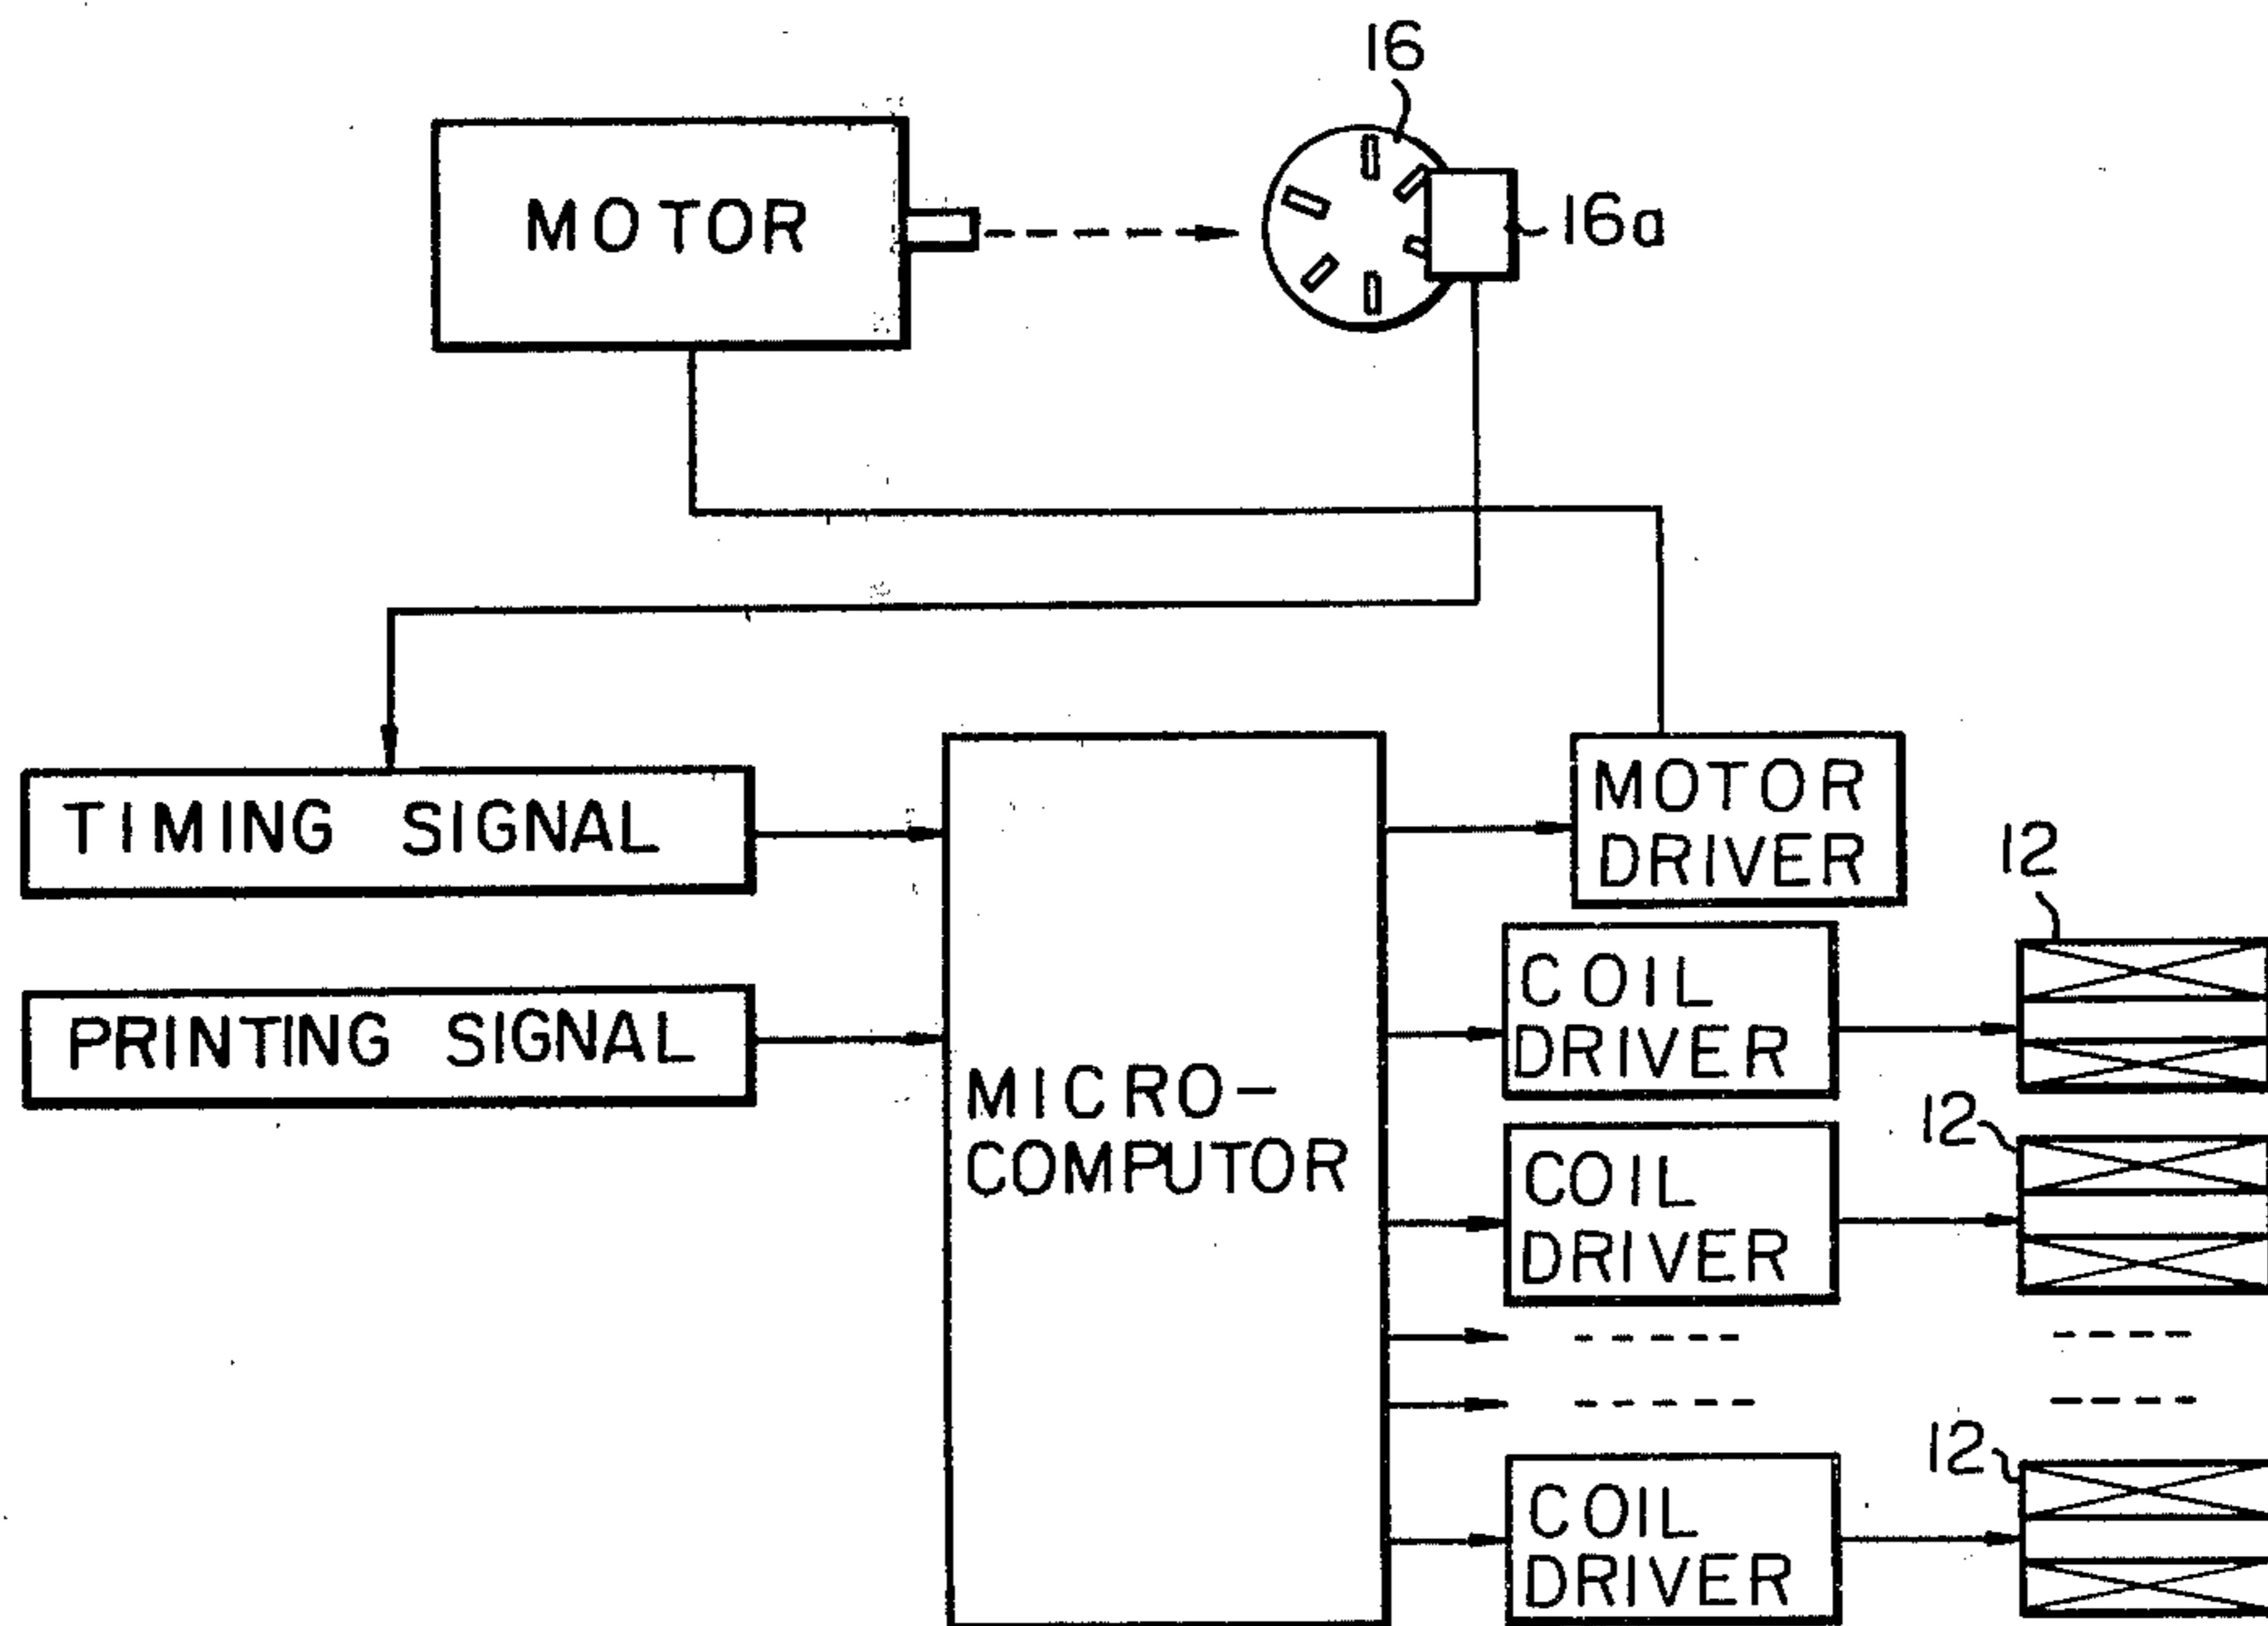 16
MOTOR
16a
TIMING SIGNAL
MOTOR
DRIVER
12
COIL
DRIVER
PRINTING SIGNAL
MICRO-
COMPUTOR
12
COIL
DRIVER
12
COIL
DRIVER